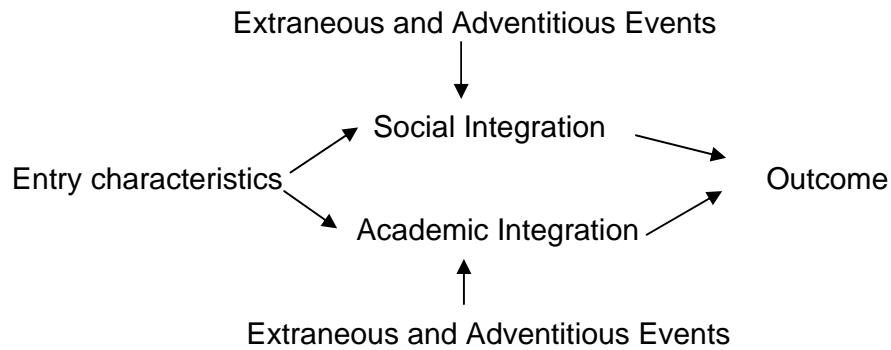 Extraneous and Adventitious Events
Social Integration
Entry characteristics
Outcome
Academic Integration
Extraneous and Adventitious Events